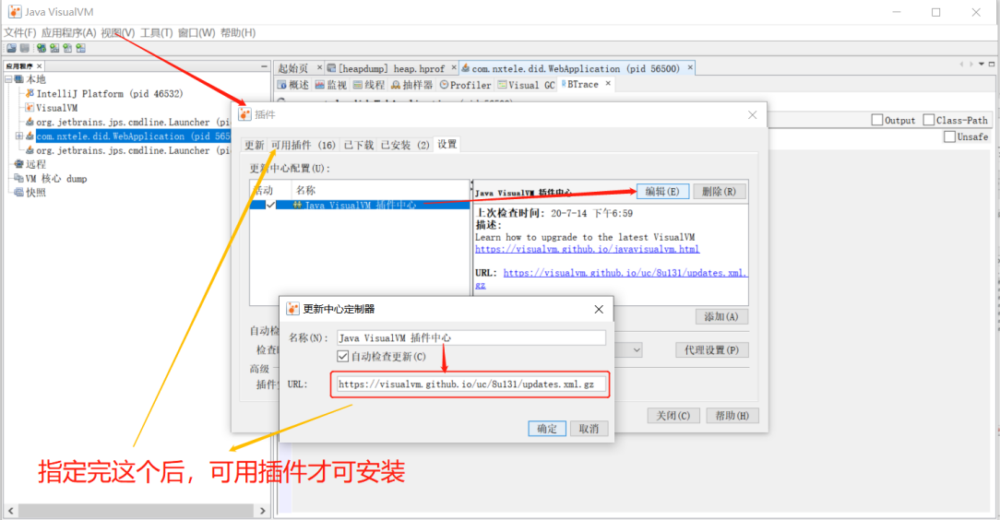 Java VisualVM
文件(F) 应用程序(A) 视图(V) 工具(T) 窗口(W) 帮助(H)
应用程序 ×
本地
IntelliJ Platform (pid 46532)
VisualVM
org.jetbrains.jps.cmdline.Launcher (pi
com.nxtele.did.WebApplication (pid 565
org.jetbrains.jps.cmdline.Launcher (pi
远程
VM 核心 dump
快照
起始页 × [heapdump] heap.hprof × com.nxtele.did.WebApplication (pid 56500) ×
概述 监视 线程 抽样器 Profiler Visual GC BTrace ×
Output Class-Path
Unsafe
插件
更新 可用插件 (16) 已下载 已安装 (2) 设置
更新中心配置(U):
活动 名称
Java VisualVM 插件中心
Java VisualVM 插件中心 编辑(E) 删除(R)
上次检查时间: 20-7-14 下午6:59
描述:
Learn how to upgrade to the latest VisualVM
https://visualvm.github.io/javavisualvm.html
URL: https://visualvm.github.io/uc/8u131/updates.xml.
gz
添加(A)
自动检
检查
代理设置(P)
高级
插件
关闭(C) 帮助(H)
更新中心定制器
名称(N): Java VisualVM 插件中心
自动检查更新(C)
URL: https://visualvm.github.io/uc/8u131/updates.xml.gz
确定 取消
指定完这个后，可用插件才可安装